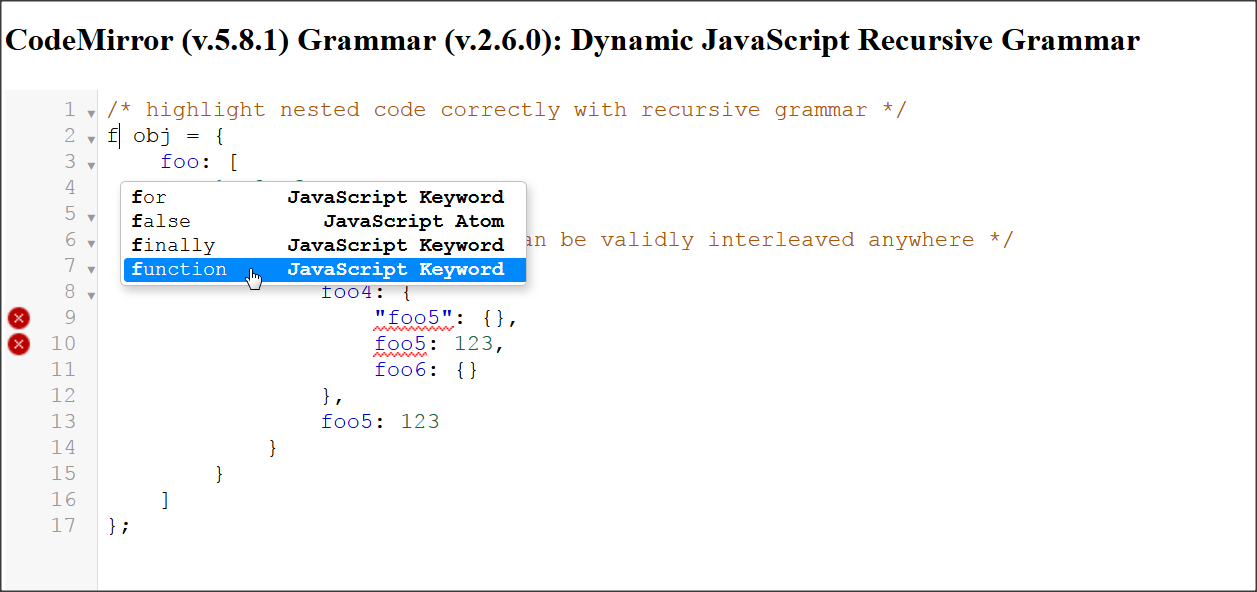 CodeMirror (v.5.8.1) Grammar (v.2.6.0): Dynamic JavaScript Recursive Grammar
1 /* highlight nested code correctly with recursive grammar */
2 f obj = {
3 foo: [
4
for JavaScript Keyword
5
false JavaScript Atom
6 an be validly interleaved anywhere */
finally JavaScript Keyword
7
function JavaScript Keyword
8 foo4: {
9 "foo5": {},
10 foo5: 123,
11 foo6: {}
12 },
13 foo5: 123
14 }
15 }
16 ]
17 };